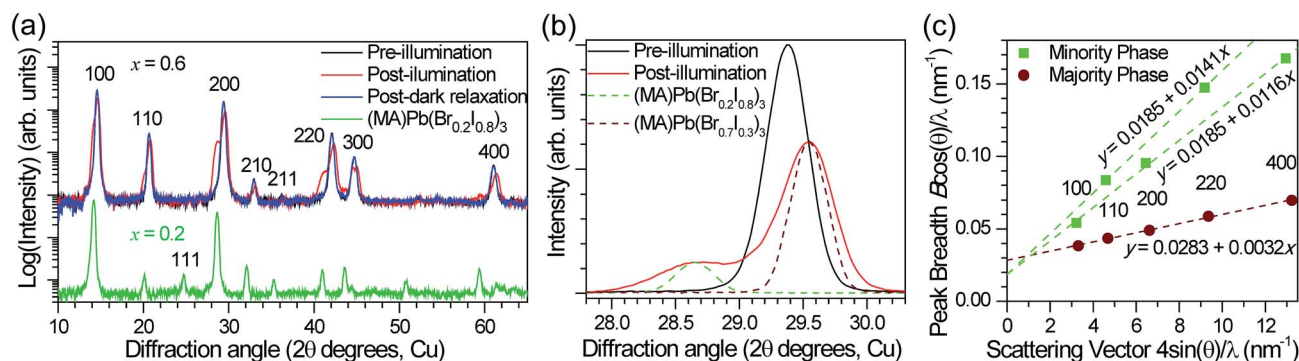 (a)
Log(Intensity) (arb. units)
100
x = 0.6
110
200
210
211
220
300
400
Pre-illumination
Post-ilumination
Post-dark relaxation
(MA)Pb(Br0.2I0.8)3
x = 0.2
111
10 20 30 40 50 60
Diffraction angle (2θ degrees, Cu)
(b)
Intensity (arb. units)
Pre-illumination
Post-illumination
(MA)Pb(Br0.2I0.8)3
(MA)Pb(Br0.7I0.3)3
28.0 28.5 29.0 29.5 30.0
Diffraction angle (2θ degrees, Cu)
(c)
Peak Breadth Bcos(θ)/λ (nm⁻¹)
0.15
0.10
0.05
0.00
Minority Phase
Majority Phase
y = 0.0185 + 0.0141x
y = 0.0185 + 0.0116x
100
110
200
220
400
y = 0.0283 + 0.0032x
0 2 4 6 8 10 12
Scattering Vector 4sin(θ)/λ (nm⁻¹)